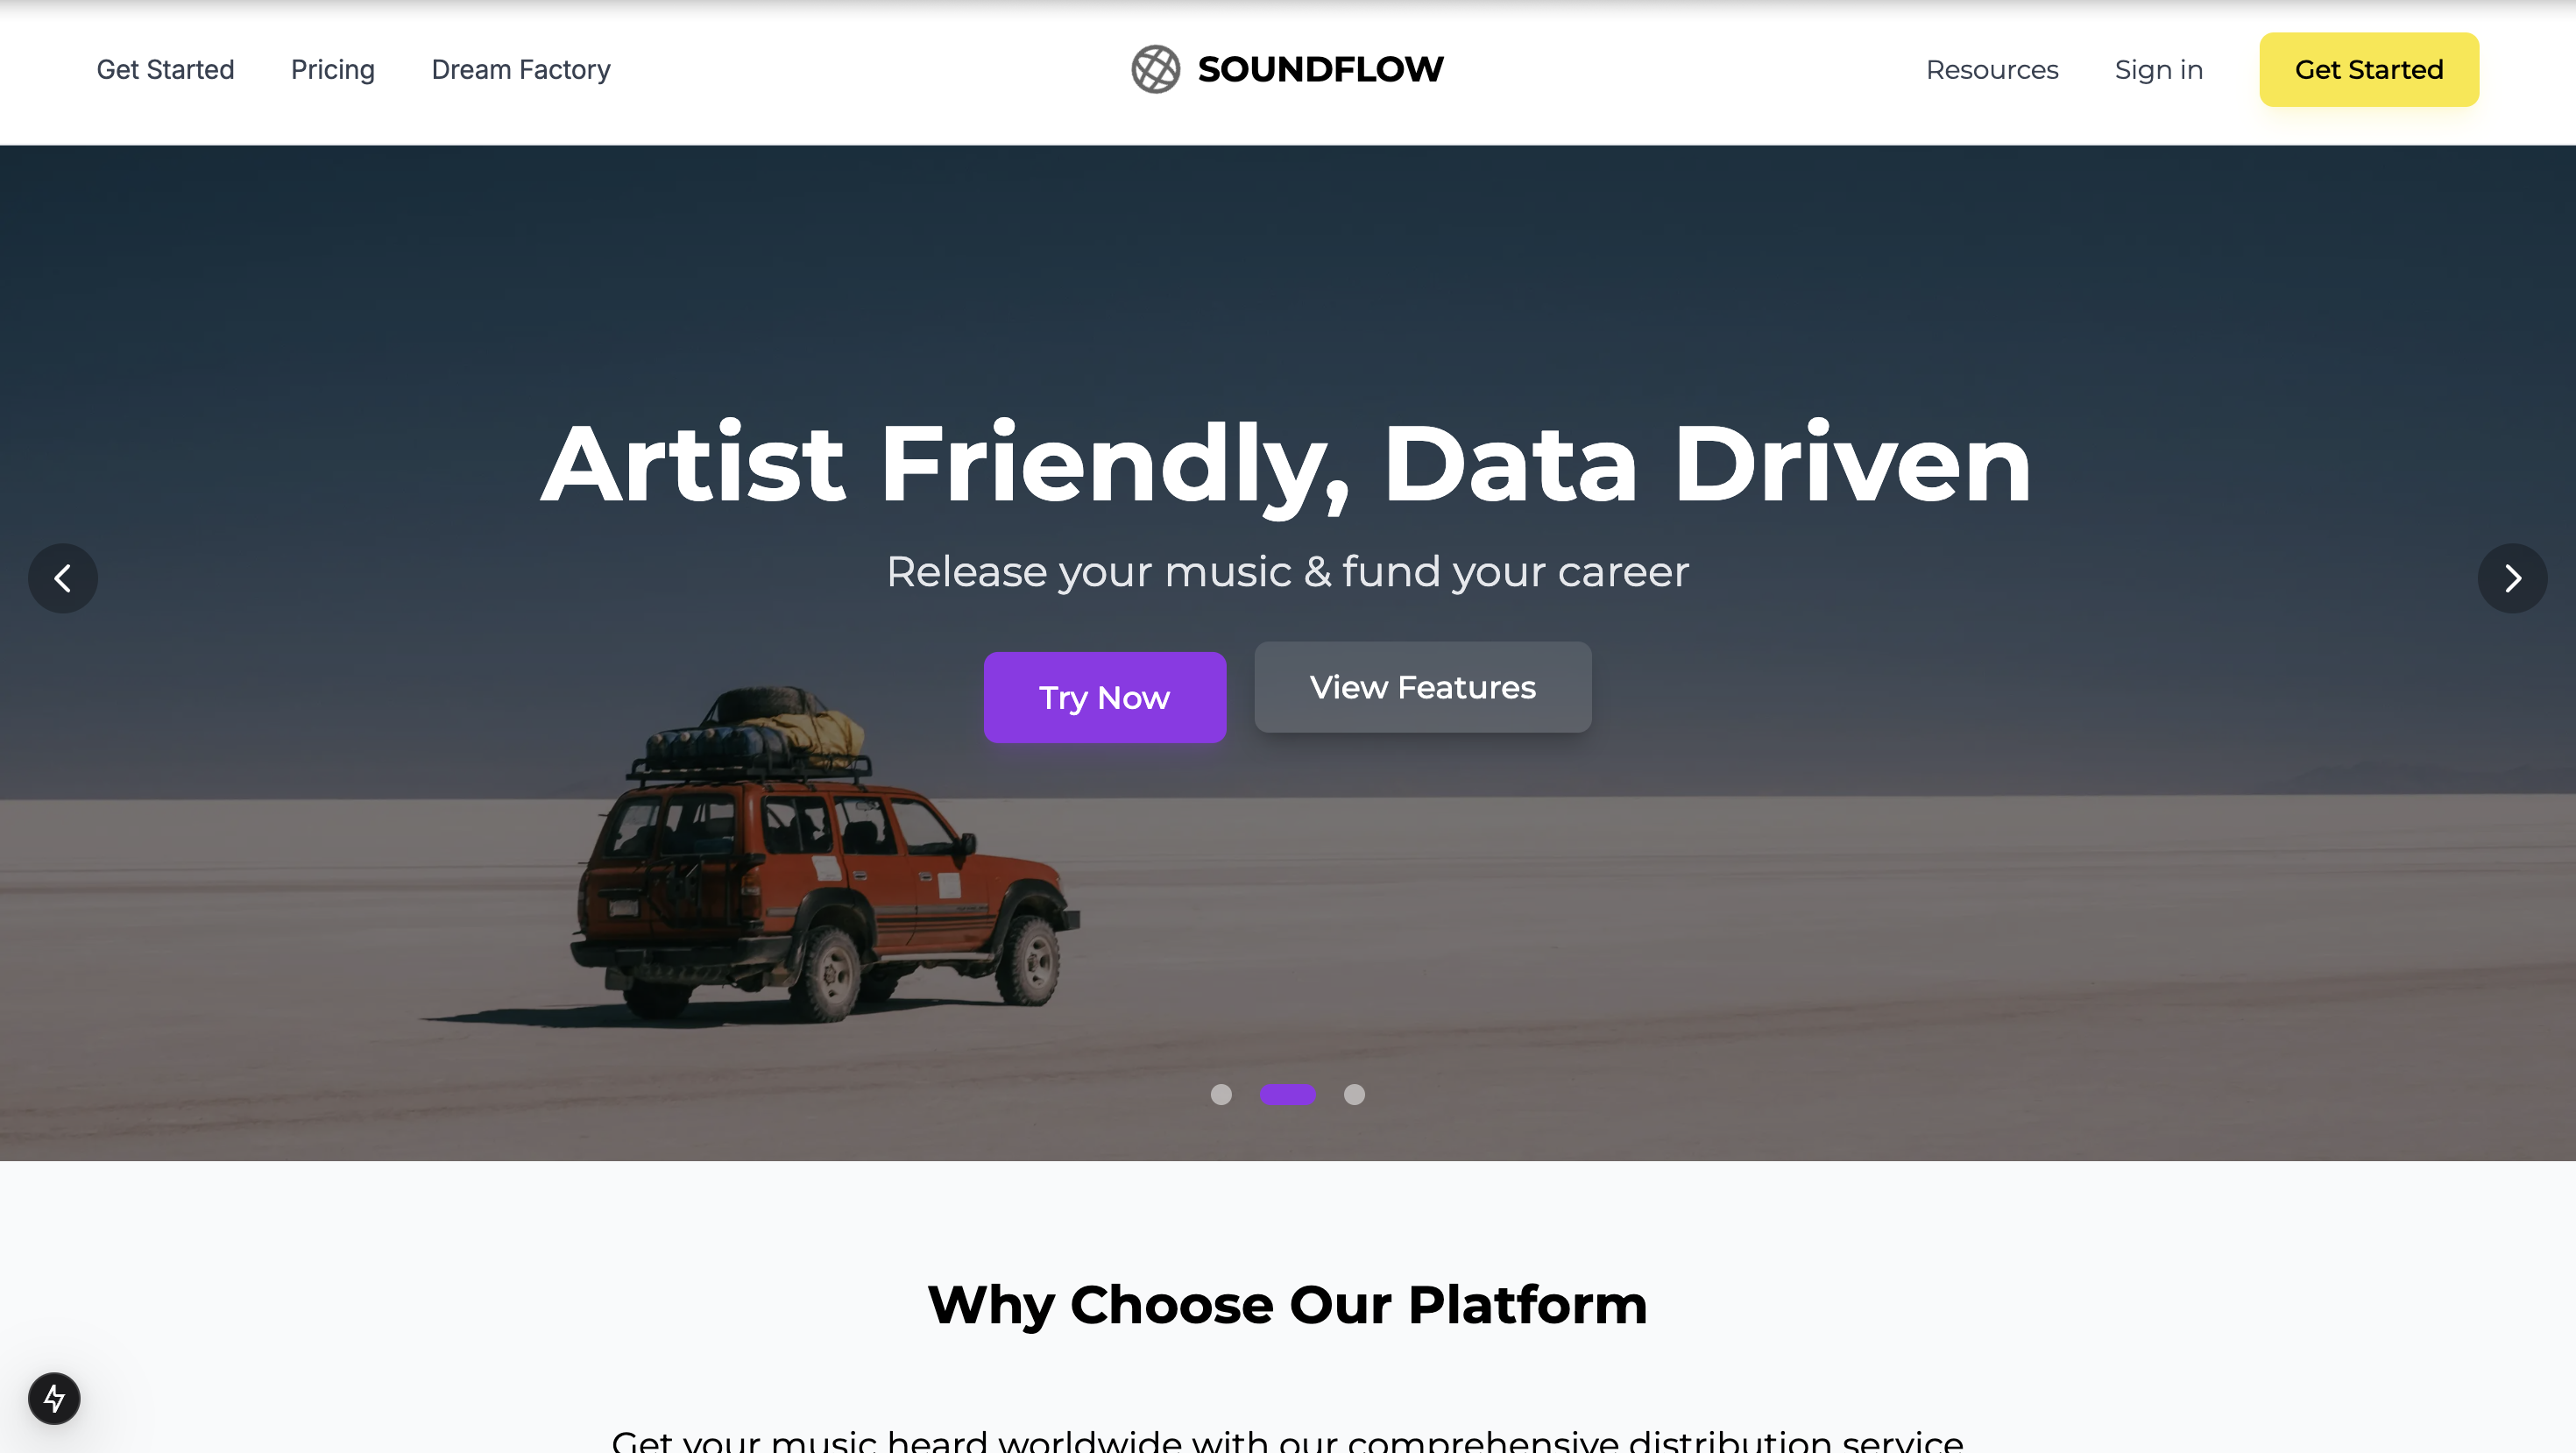 Get Started
Pricing
Dream Factory
SOUNDFLOW
Resources
Sign in
Get Started
Artist Friendly, Data Driven
Release your music & fund your career
Try Now
View Features
Why Choose Our Platform
Get your music heard worldwide with our comprehensive distribution service